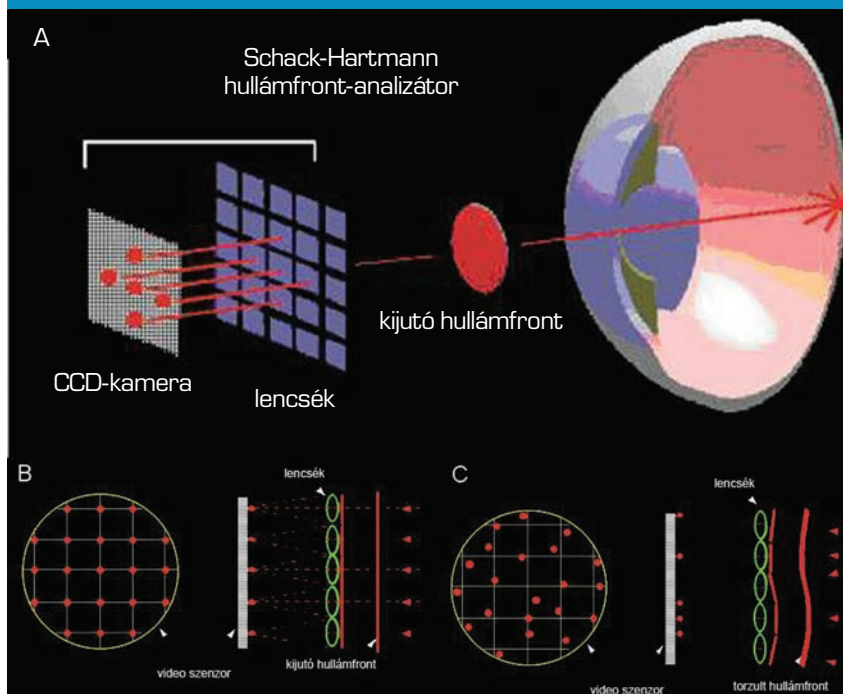 A
Schack-Hartmann
hullámfront-analizátor
kijutó hullámfront
CCD-kamera
lencsék
B
lencsék
video szenzor
kijutó hullámfront
C
lencsék
video szenzor
torzult hullámfront